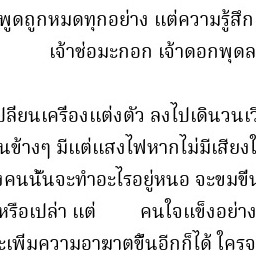 พูดถูกหมดทุกอย่าง แต่ความรู้สึก
เจ้าช่อมะกอก เจ้าดอกพุดล
ปลี่ยนเครื่องแต่งตัว ลงไปเดินวนเวี
นข้างๆ มีแต่แสงไฟหากไม่มีเสียงใ
งคนนั้นจะทำอะไรอยู่หนอ จะขมขื่น
หรือเปล่า แต่ คนใจแข็งอย่าง
ะเพิ่มความอาฆาตขึ้นอีกก็ได้ ใครจ